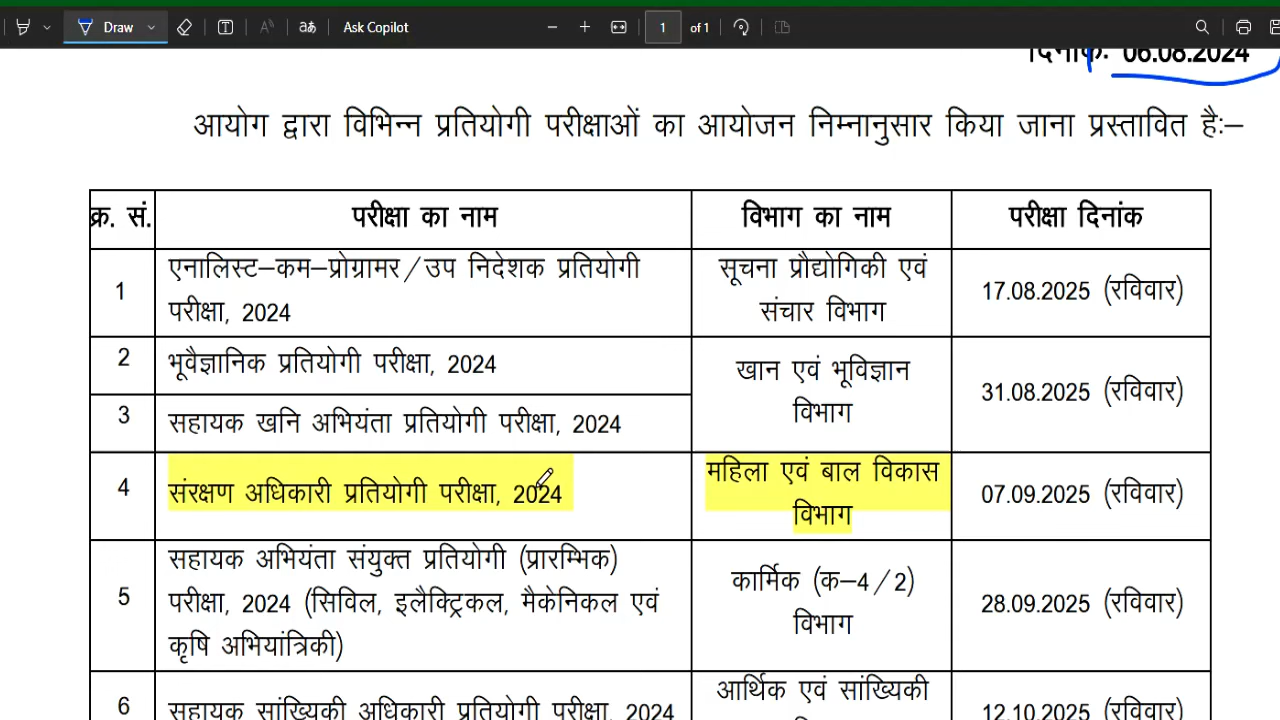 Draw
aあ
Ask Copilot
1 of 1
दिनांक: 06.08.2024
आयोग द्वारा विभिन्न प्रतियोगी परीक्षाओं का आयोजन निम्नानुसार किया जाना प्रस्तावित है:–
क्र. सं. परीक्षा का नाम विभाग का नाम परीक्षा दिनांक
1 एनालिस्ट–कम–प्रोग्रामर/उप निदेशक प्रतियोगी
परीक्षा, 2024
सूचना प्रौद्योगिकी एवं
संचार विभाग
17.08.2025 (रविवार)
2 भूवैज्ञानिक प्रतियोगी परीक्षा, 2024
खान एवं भूविज्ञान
विभाग
31.08.2025 (रविवार)
3 सहायक खनि अभियंता प्रतियोगी परीक्षा, 2024
4 संरक्षण अधिकारी प्रतियोगी परीक्षा, 2024
महिला एवं बाल विकास
विभाग
07.09.2025 (रविवार)
5 सहायक अभियंता संयुक्त प्रतियोगी (प्रारम्भिक)
परीक्षा, 2024 (सिविल, इलैक्ट्रिकल, मैकेनिकल एवं
कृषि अभियांत्रिकी)
कार्मिक (क–4/2)
विभाग
28.09.2025 (रविवार)
6 सहायक सांख्यिकी अधिकारी प्रतियोगी परीक्षा, 2024
आर्थिक एवं सांख्यिकी
12.10.2025 (रविवार)